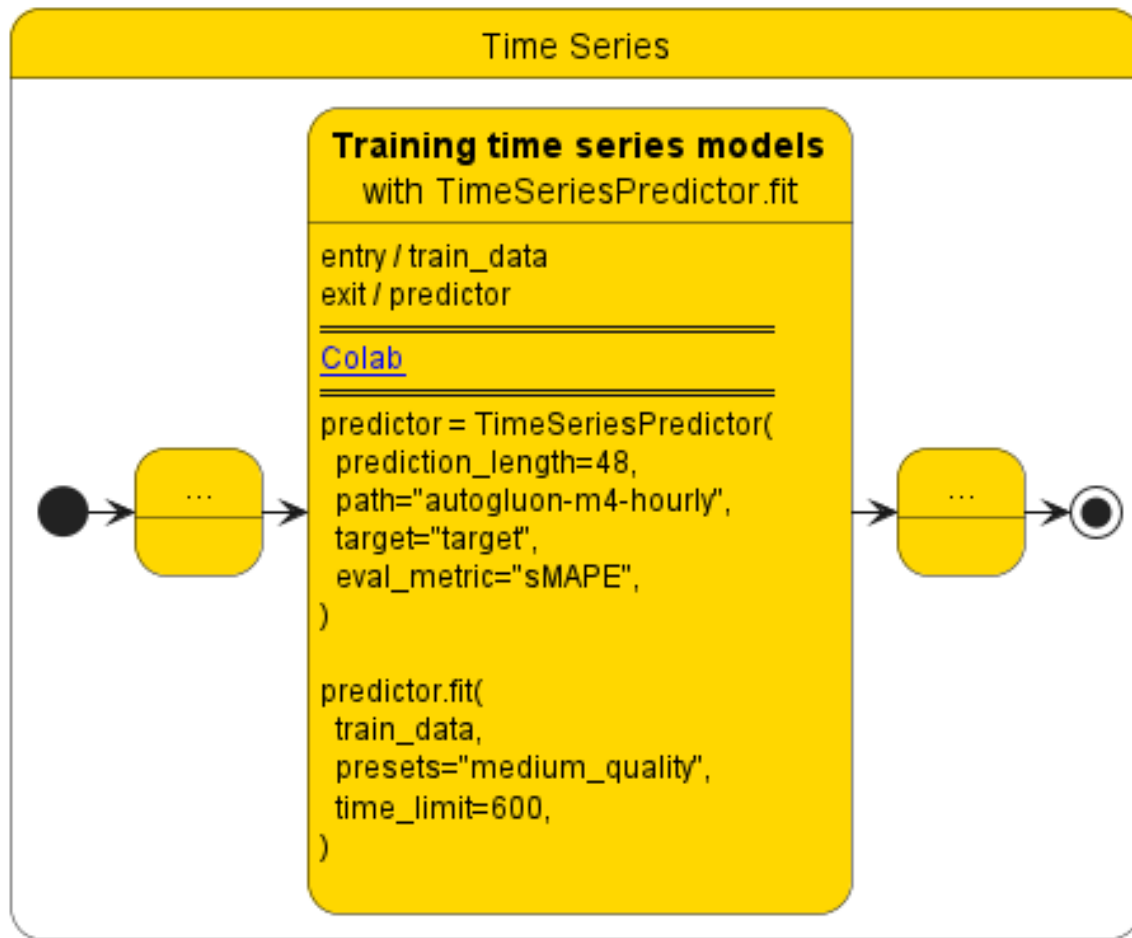 Time Series
Training time series models
with TimeSeriesPredictor.fit
entry / train_data
exit / predictor
Colab
...
predictor = TimeSeriesPredictor(
  prediction_length=48,
  path="autogluon-m4-hourly",
  target="target",
  eval_metric="sMAPE",
)
predictor.fit(
  train_data,
  presets="medium_quality",
  time_limit=600,
)
...